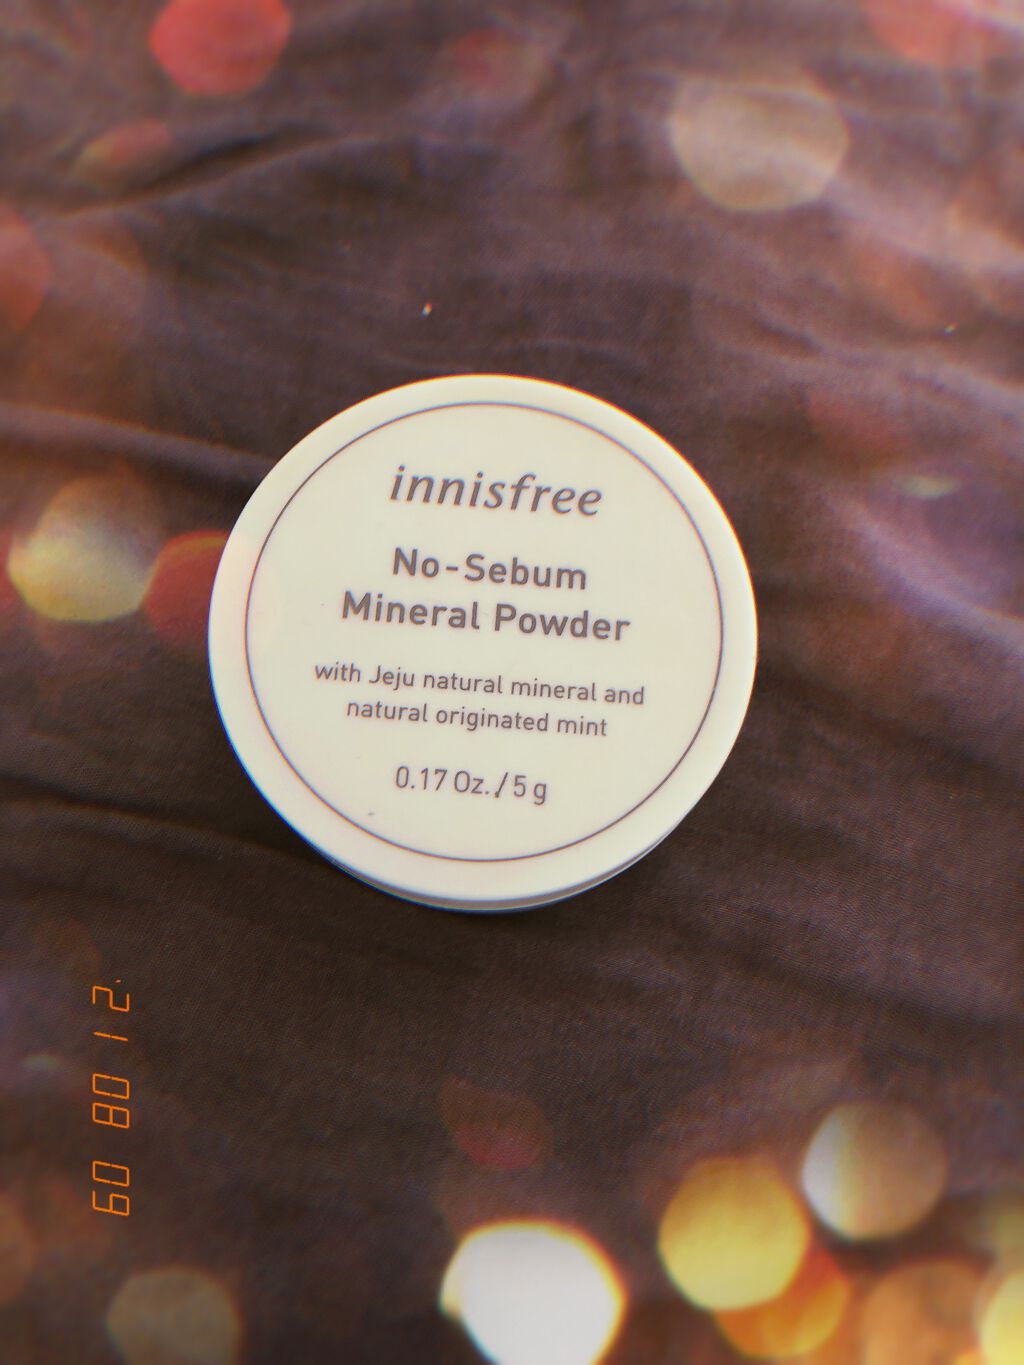 innisfree
No-Sebum
Mineral Powder
with Jeju natural mineral and
natural originated mint
0.17 Oz./5 g
'21 08 09